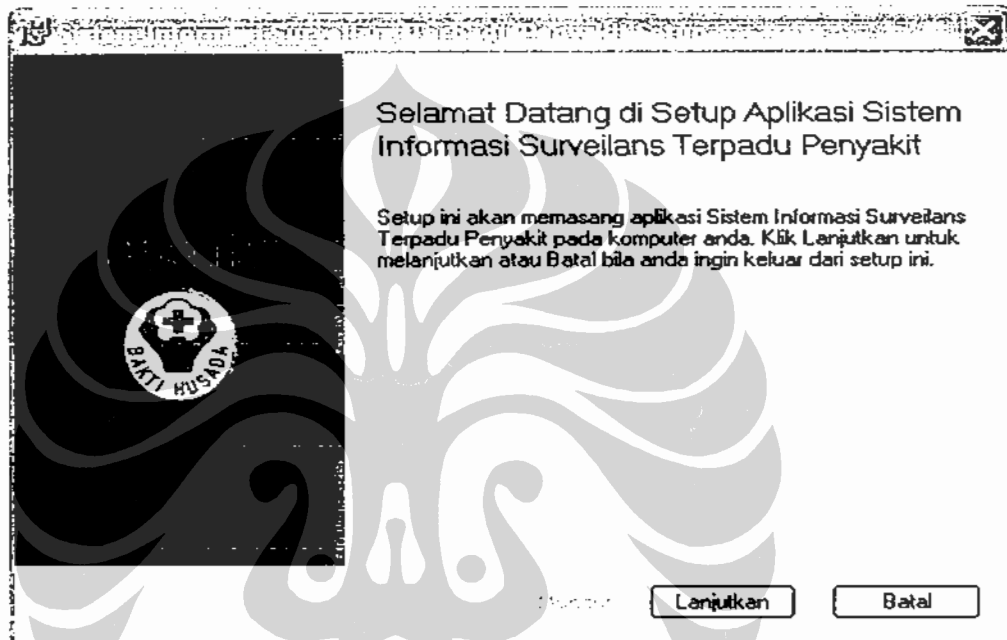 Selamat Datang di Setup Aplikasi Sistem
Informasi Surveilans Terpadu Penyakit
Setup ini akan memasang aplikasi Sistem Informasi Surveilans
Terpadu Penyakit pada komputer anda. Klik Lanjutkan untuk
melanjutkan atau Batal bila anda ingin keluar dari setup ini.
BAKTI HUSADA
Lanjutkan
Batal